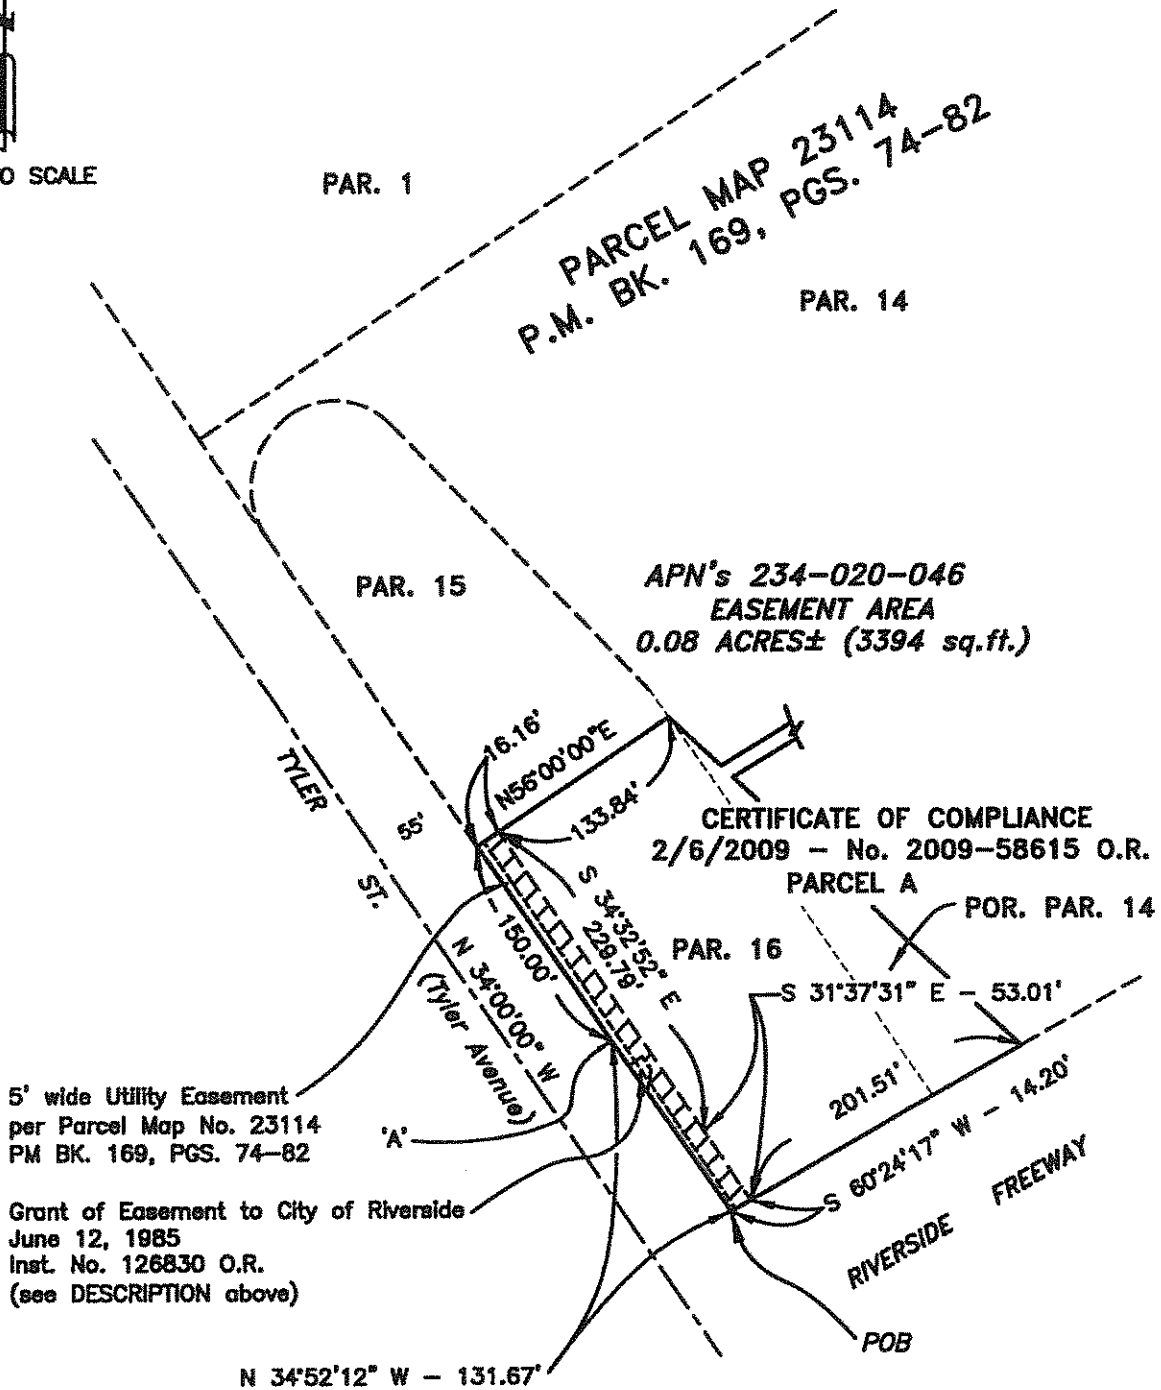 O SCALE
PAR. 1
PARCEL MAP 23114
P.M. BK. 169, PGS. 74-82
PAR. 14
PAR. 15
APN's 234-020-046
EASEMENT AREA
0.08 ACRES± (3394 sq.ft.)
16.16'
N56°00'00"E
133.84'
TYLER
ST.
55'
CERTIFICATE OF COMPLIANCE
2/6/2009 - No. 2009-58615 O.R.
PARCEL A
POR. PAR. 14
S 34°32'52" E
229.79'
PAR. 16
150.00'
N 34°00'00" W
(Tyler Avenue)
S 31°37'31" E - 53.01'
201.51'
S 60°24'17" W - 14.20'
RIVERSIDE FREEWAY
5' wide Utility Easement
per Parcel Map No. 23114
PM BK. 169, PGS. 74-82
'A'
Grant of Easement to City of Riverside
June 12, 1985
Inst. No. 126830 O.R.
(see DESCRIPTION above)
POB
N 34°52'12" W - 131.67'